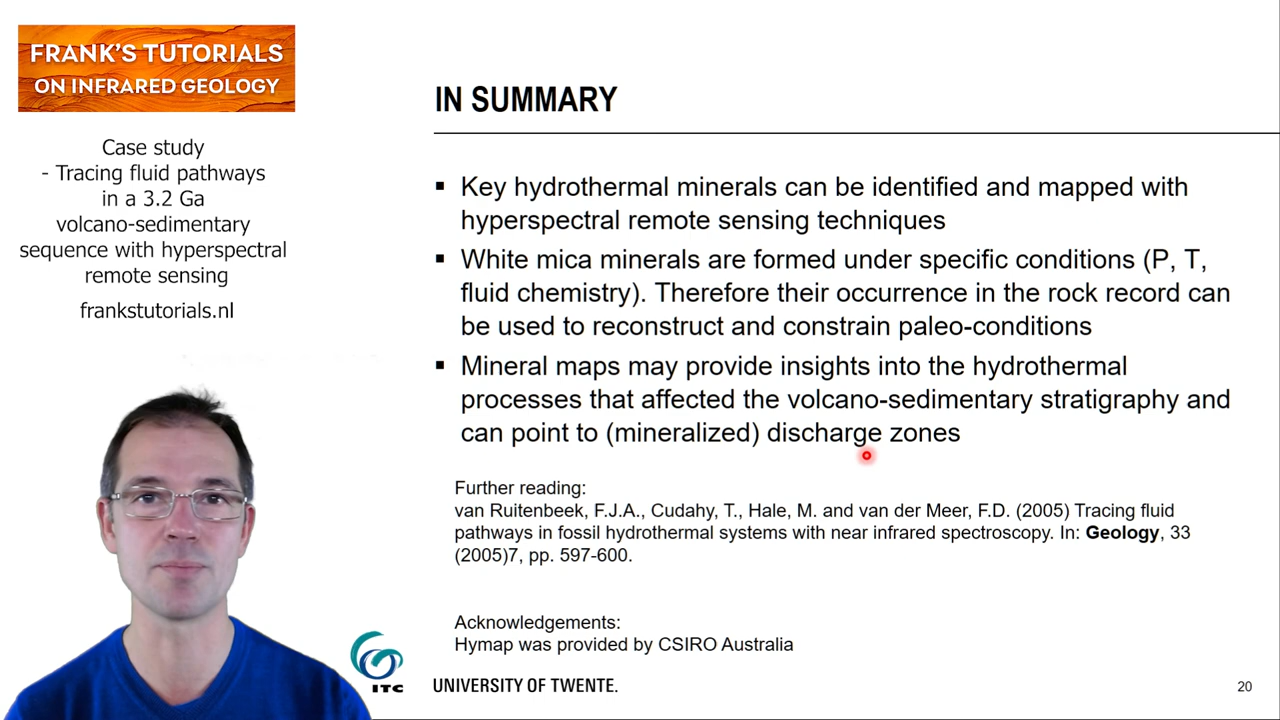 FRANK'S TUTORIALS
ON INFRARED GEOLOGY
Case study
- Tracing fluid pathways
in a 3.2 Ga
volcano-sedimentary
sequence with hyperspectral
remote sensing
frankstutorials.nl
IN SUMMARY
▪ Key hydrothermal minerals can be identified and mapped with
hyperspectral remote sensing techniques
▪ White mica minerals are formed under specific conditions (P, T,
fluid chemistry). Therefore their occurrence in the rock record can
be used to reconstruct and constrain paleo-conditions
▪ Mineral maps may provide insights into the hydrothermal
processes that affected the volcano-sedimentary stratigraphy and
can point to (mineralized) discharge zones
Further reading:
van Ruitenbeek, F.J.A., Cudahy, T., Hale, M. and van der Meer, F.D. (2005) Tracing fluid
pathways in fossil hydrothermal systems with near infrared spectroscopy. In: Geology, 33
(2005)7, pp. 597-600.
Acknowledgements:
Hymap was provided by CSIRO Australia
ITC
UNIVERSITY OF TWENTE.
20